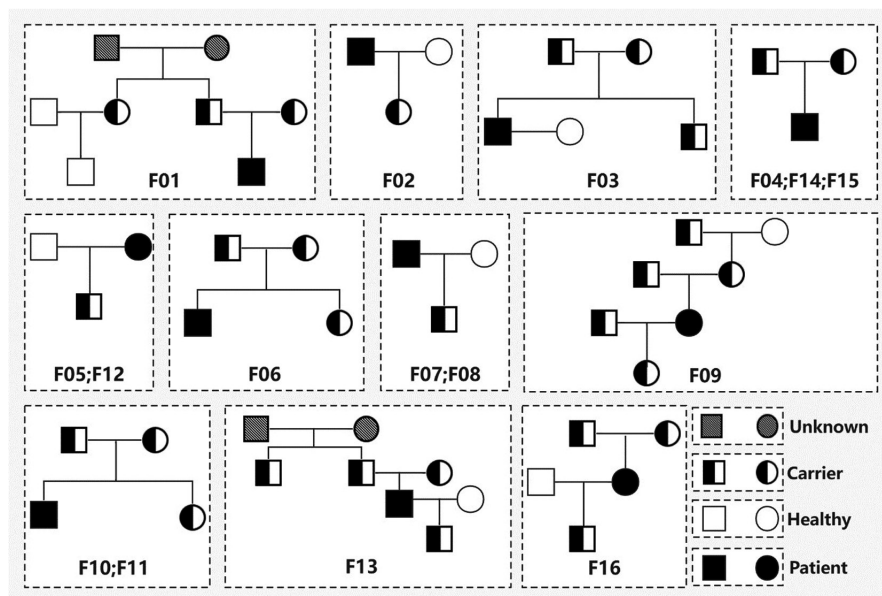 F01
F02
F03
F04;F14;F15
F05;F12
F06
F07;F08
F09
F10;F11
F13
F16
Unknown
Carrier
Healthy
Patient